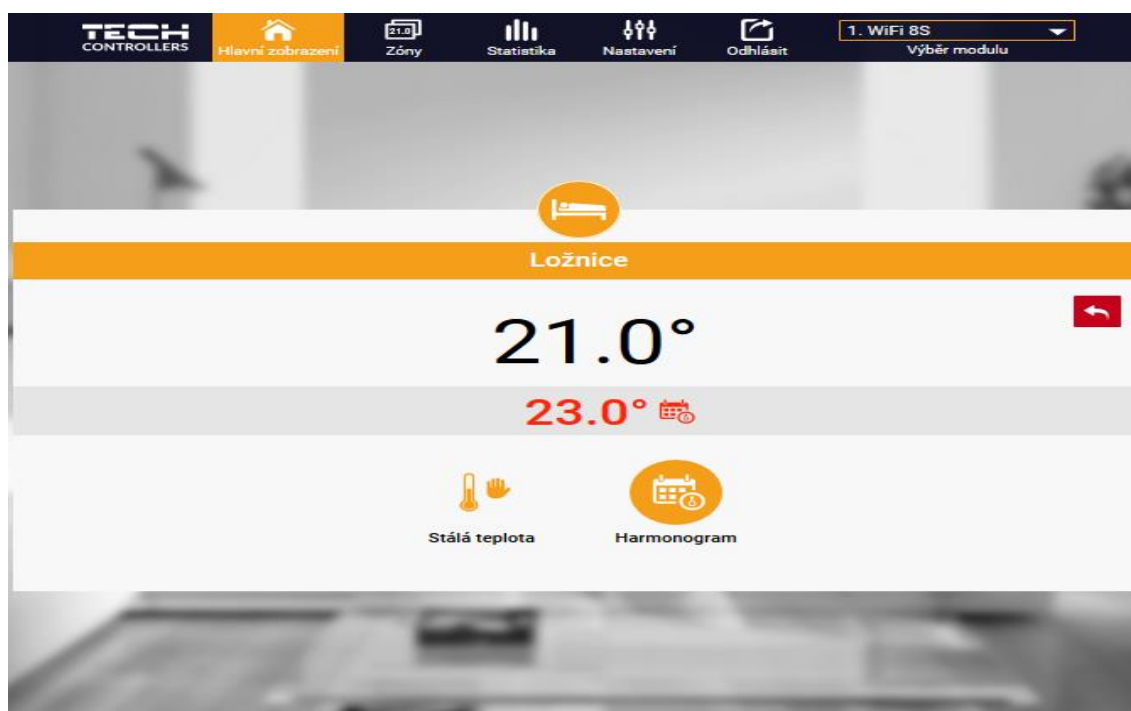 TECH
CONTROLLERS
Hlavní zobrazení
21.0
Zóny
Statistika
Nastavení
Odhlásit
1. WiFi 8S
Výběr modulu
Ložnice
21.0°
23.0°
Stálá teplota
Harmonogram